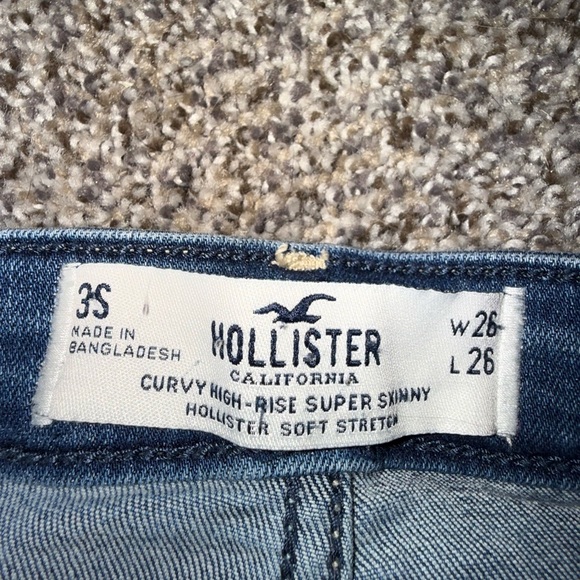 3S
MADE IN
BANGLADESH
HOLLISTER
CALIFORNIA
CURVY HIGH-RISE SUPER SKINNY
HOLLISTER SOFT STRETCH
W 26
L 26